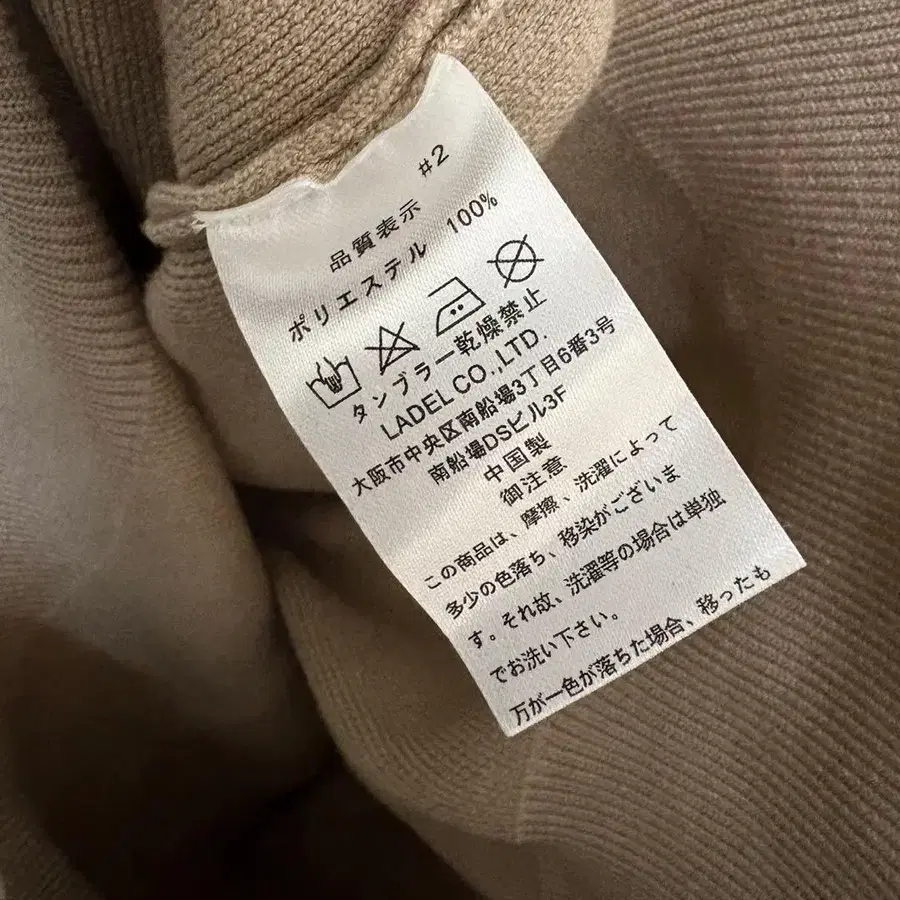 #2
品質表示
ポリエステル 100%
タンブラー乾燥禁止
LADEL CO.,LTD.
大阪市中央区南船場3丁目6番3号
南船場DSビル3F
中国製
御注意
この商品は、摩擦、洗濯によって
多少の色落ち、移染がございま
す。それ故、洗濯等の場合は単独
でお洗い下さい。
万が一色が落ちた場合、移ったも